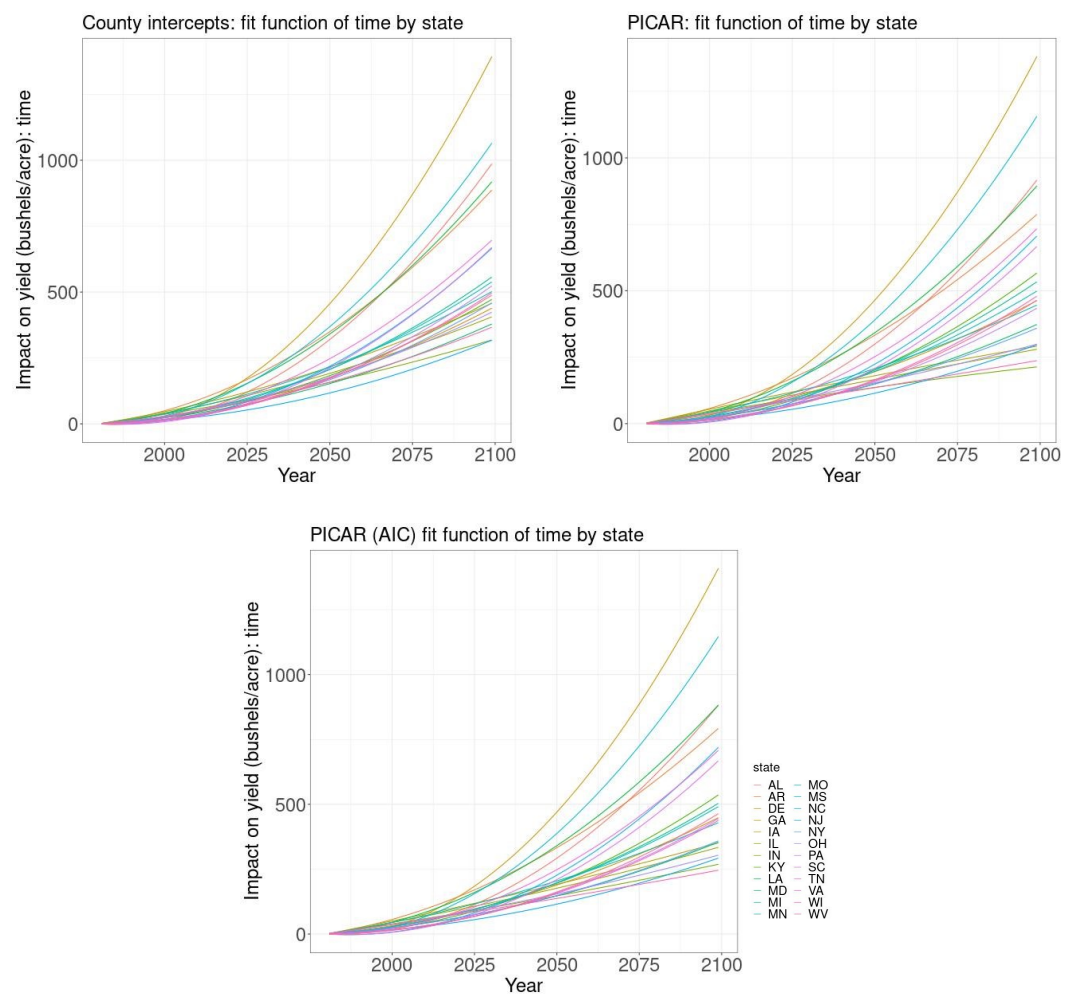 County intercepts: fit function of time by state
Impact on yield (bushels/acre): time
1000
500
0
2000 2025 2050 2075 2100
Year
PICAR: fit function of time by state
Impact on yield (bushels/acre): time
1000
500
0
2000 2025 2050 2075 2100
Year
PICAR (AIC) fit function of time by state
Impact on yield (bushels/acre): time
1000
500
0
2000 2025 2050 2075 2100
Year
state
AL MO
AR MS
DE NC
GA NJ
IA NY
IL OH
IN PA
KY SC
LA TN
MD VA
MI WI
MN WV